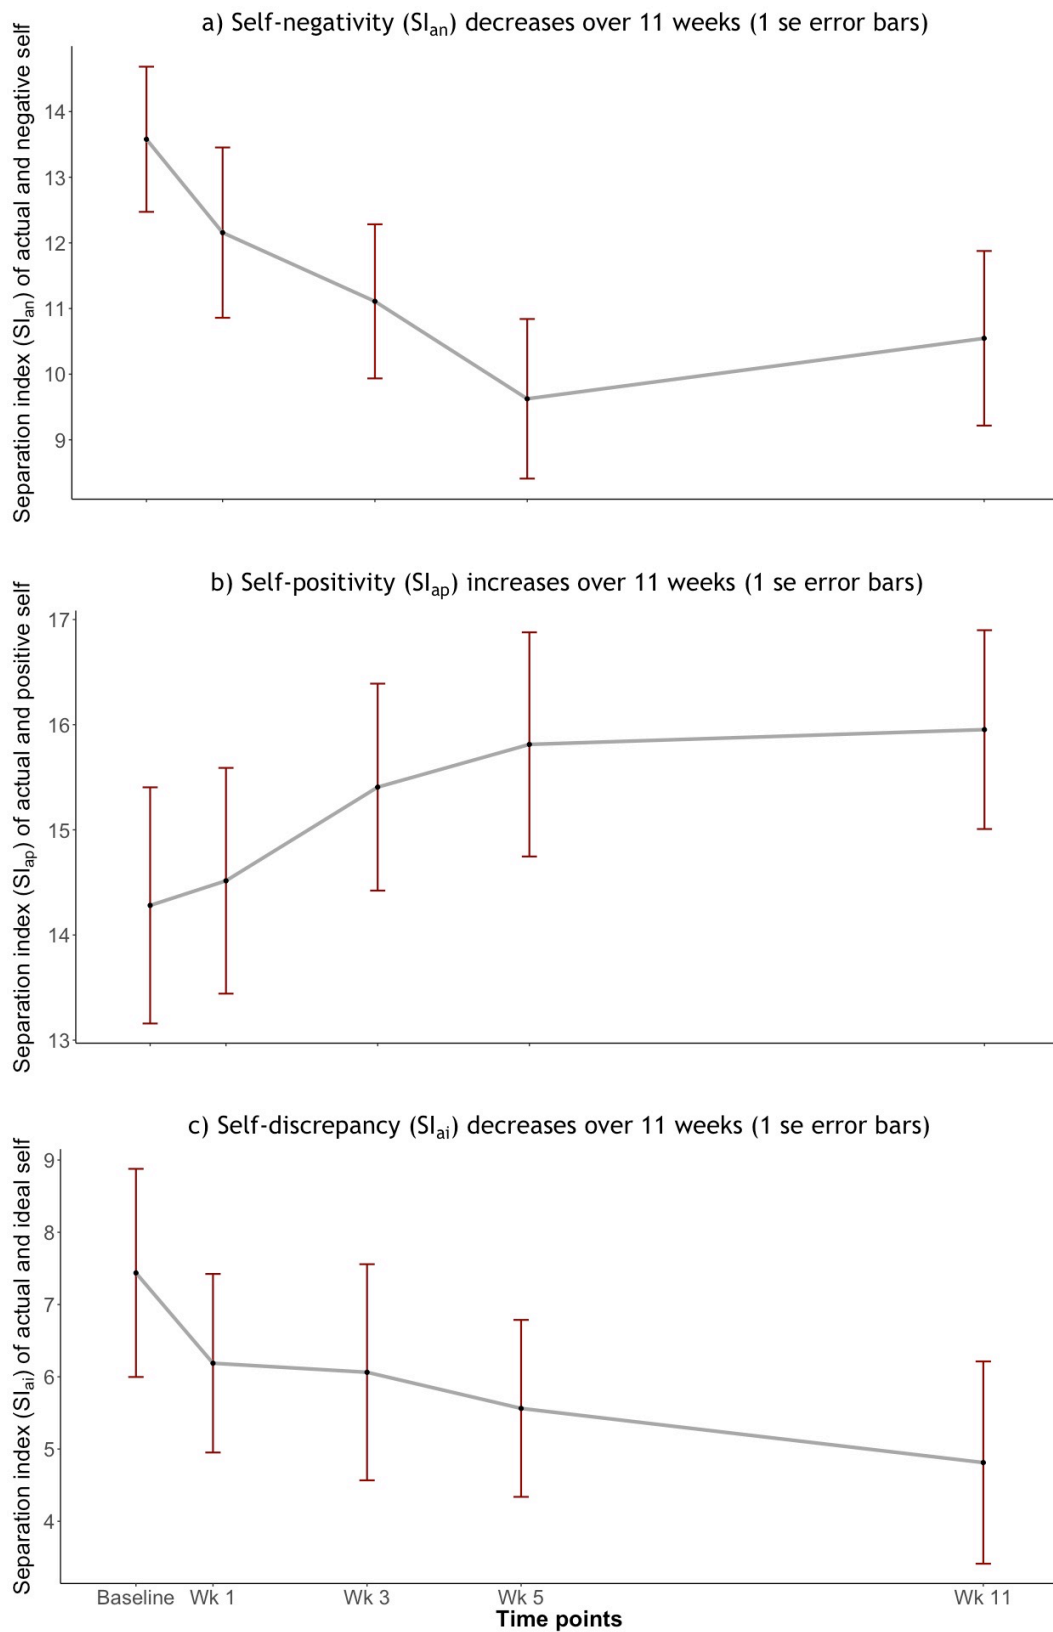 a) Self-negativity (SIan) decreases over 11 weeks (1 se error bars)
Separation index (SIan) of actual and negative self
14
13
12
11
10
9
b) Self-positivity (SIap) increases over 11 weeks (1 se error bars)
Separation index (SIap) of actual and positive self
17
16
15
14
13
c) Self-discrepancy (SIai) decreases over 11 weeks (1 se error bars)
Separation index (SIai) of actual and ideal self
9
8
7
6
5
4
Baseline Wk 1 Wk 3 Wk 5 Wk 11
Time points